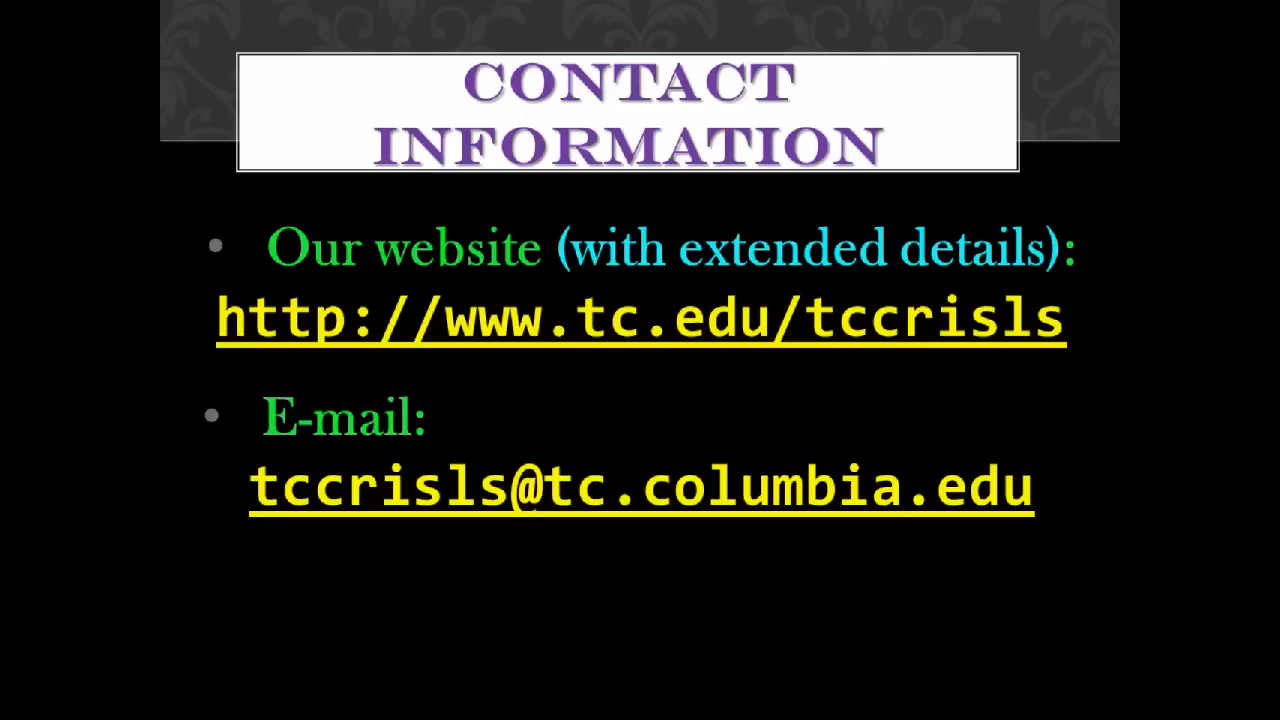 CONTACT
INFORMATION
• Our website (with extended details):
http://www.tc.edu/tccrisls
• E-mail:
tccrisls@tc.columbia.edu